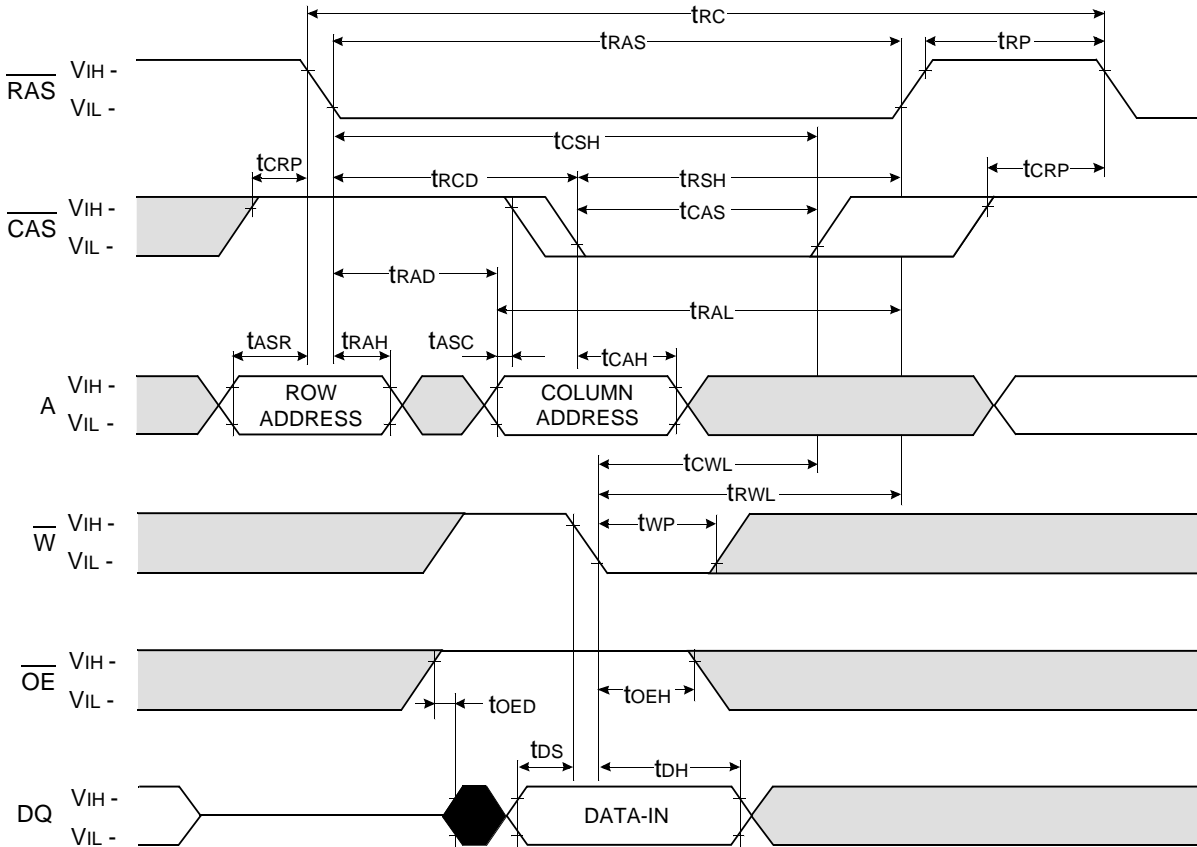 tRC
tRAS
tRP
RAS
VIH -
VIL -
tCSH
tCRP
tRCD
tRSH
tCRP
CAS
VIH -
VIL -
tCAS
tRAD
tRAL
tASR
tRAH
tASC
tCAH
A
VIH -
VIL -
ROW
ADDRESS
COLUMN
ADDRESS
tCWL
tRWL
W
VIH -
VIL -
tWP
OE
VIH -
VIL -
tOED
tOEH
tDS
tDH
DQ
VIH -
VIL -
DATA-IN